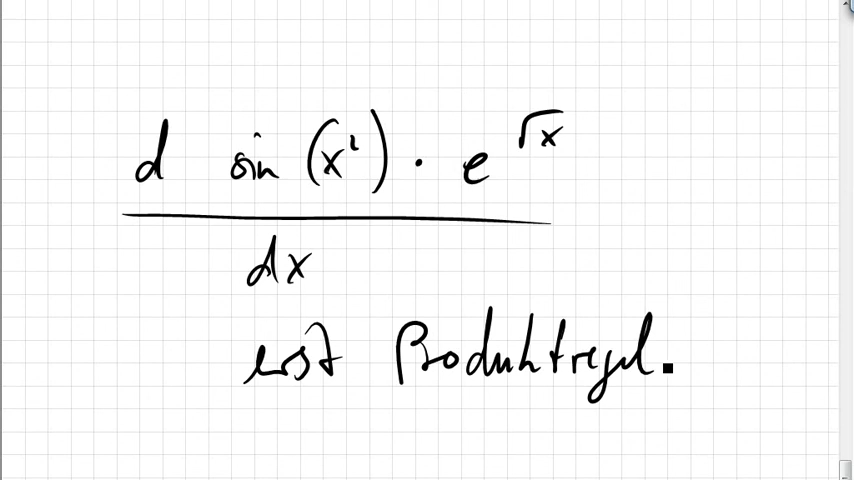 d sin (x²) · e^√x
dx
erst Produktregel.